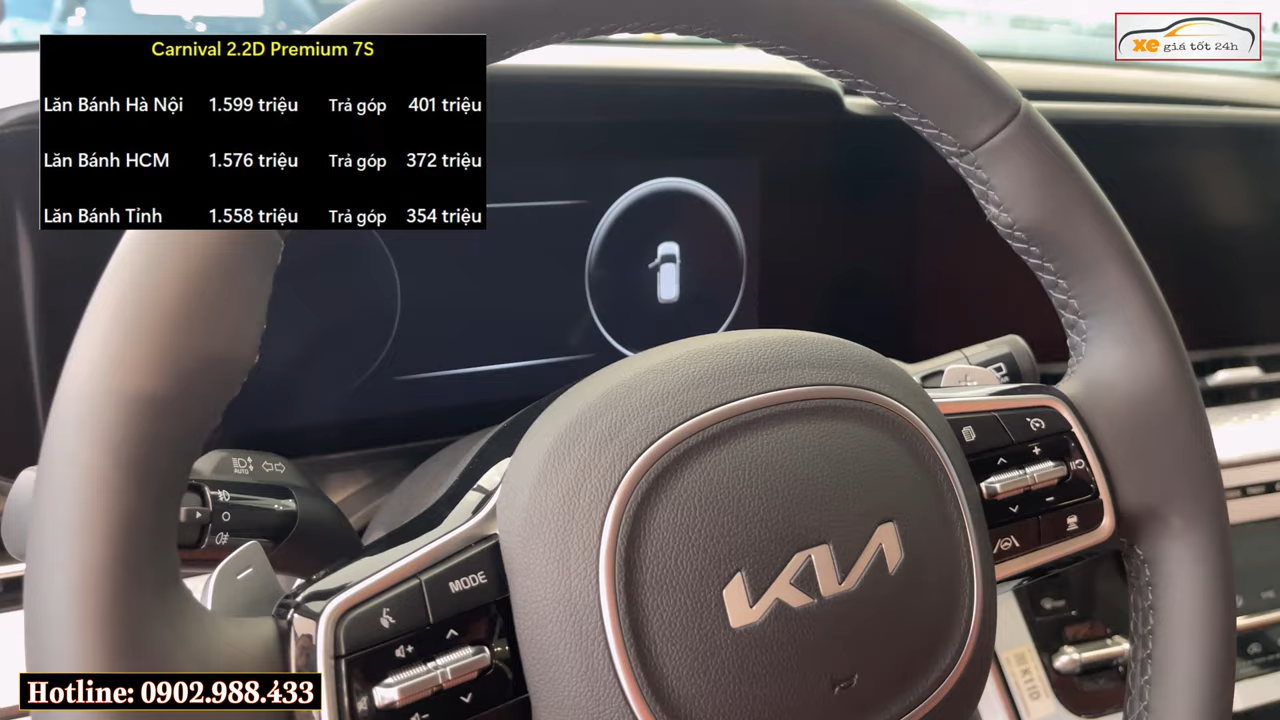 Carnival 2.2D Premium 7S
Lăn Bánh Hà Nội 1.599 triệu Trả góp 401 triệu
Lăn Bánh HCM 1.576 triệu Trả góp 372 triệu
Lăn Bánh Tỉnh 1.558 triệu Trả góp 354 triệu
xe giá tốt 24h
AUTO
MODE
KIA
Hotline: 0902.988.433